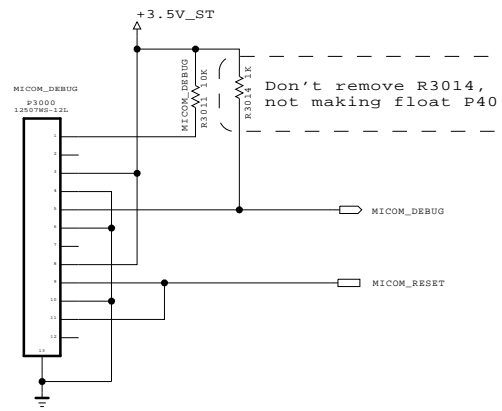 +3.5V_ST
MICOM_DEBUG
P3000
12507WS-12L
MICOM_DEBUG
R3011 10K
R3014 1K
Don't remove R3014,
not making float P40
1
2
3
4
5
6
7
8
9
10
11
12
13
MICOM_DEBUG
MICOM_RESET